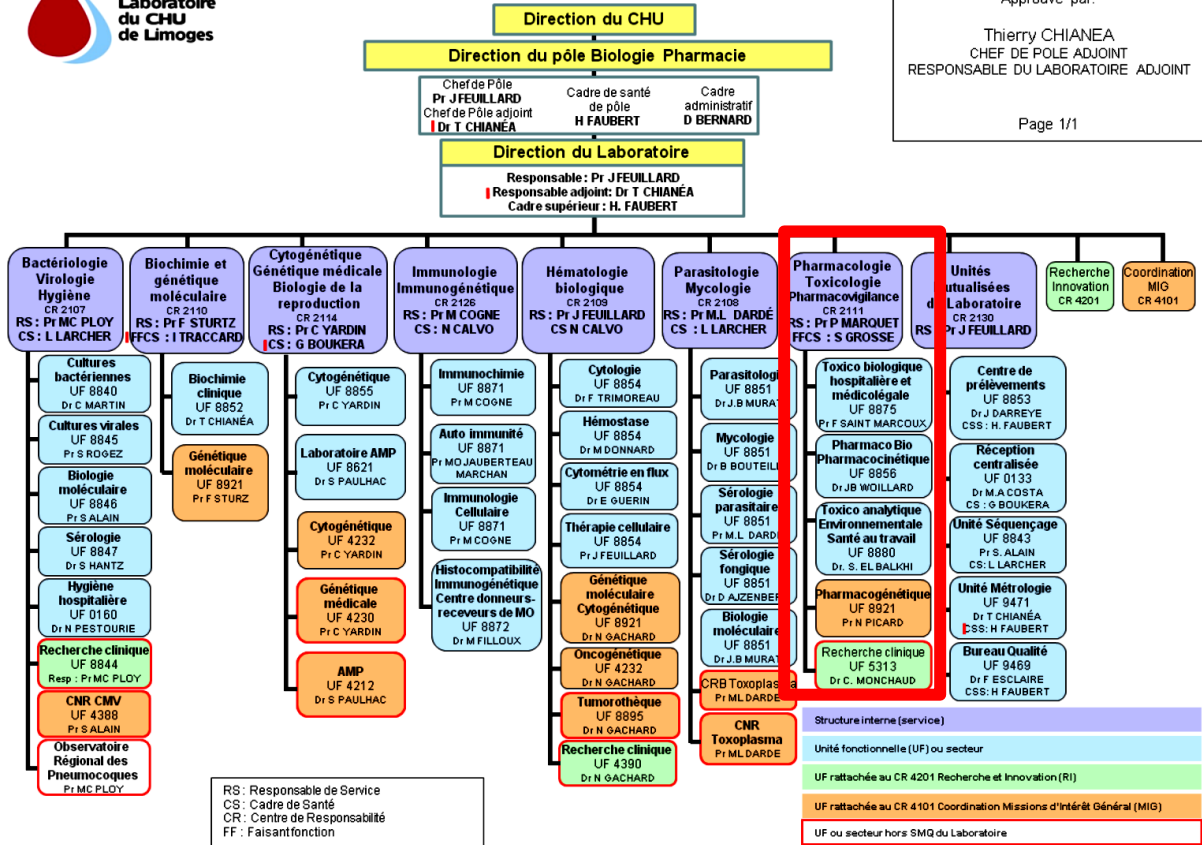 Laboratoire
du CHU
de Limoges
Approuvé par:
Thierry CHIANEA
CHEF DE POLE ADJOINT
RESPONSABLE DU LABORATOIRE ADJOINT
Page 1/1
Direction du CHU
Direction du pôle Biologie Pharmacie
Chef de Pôle
Pr J FEUILLARD
Chef de Pôle adjoint
Dr T CHIANÉA
Cadre de santé
de pôle
H FAUBERT
Cadre
administratif
D BERNARD
Direction du Laboratoire
Responsable : Pr J FEUILLARD
Responsable adjoint: Dr T CHIANÉA
Cadre supérieur : H. FAUBERT
Bactériologie
Virologie
Hygiène
CR 2107
RS : Pr MC PLOY
CS : L LARCHER
Cultures
bactériennes
UF 8840
Dr C MARTIN
Cultures virales
UF 8845
Pr S ROGEZ
Biologie
moléculaire
UF 8846
Pr S ALAIN
Sérologie
UF 8847
Dr S HANTZ
Hygiène
hospitalière
UF 0160
Dr N PESTOURIE
Recherche clinique
UF 8844
Resp : Pr MC PLOY
CNR CMV
UF 4388
Pr S ALAIN
Observatoire
Régional des
Pneumocoques
Pr MC PLOY
Biochimie et
génétique
moléculaire
CR 2110
RS : Pr F STURTZ
FFCS : I TRACCARD
Biochimie
clinique
UF 8852
Dr T CHIANÉA
Génétique
moléculaire
UF 8921
Pr F STURZ
Cytogénétique
Génétique médicale
Biologie de la
reproduction
CR 2114
RS : Pr C YARDIN
CS : G BOUKERA
Cytogénétique
UF 8855
Pr C YARDIN
Laboratoire AMP
UF 8621
Dr S PAULHAC
Cytogénétique
UF 4232
Pr C YARDIN
Génétique
médicale
UF 4230
Pr C YARDIN
AMP
UF 4212
Dr S PAULHAC
Immunologie
Immunogénétique
CR 2126
RS : Pr M COGNE
CS : N CALVO
Immunochimie
UF 8871
Pr M COGNE
Auto immunité
UF 8871
Pr MO JAUBERTEAU
MARCHAN
Immunologie
Cellulaire
UF 8871
Pr M COGNE
Histocompatibilité
Immunogénétique
Centre donneurs-
receveurs de MO
UF 8872
Dr M FILLOUX
Hématologie
biologique
CR 2109
RS : Pr J FEUILLARD
CS N CALVO
Cytologie
UF 8854
Dr F TRIMOREAU
Hémostase
UF 8854
Dr M DONNARD
Cytométrie en flux
UF 8854
Dr E GUERIN
Thérapie cellulaire
UF 8854
Pr J FEUILLARD
Génétique
moléculaire
Cytogénétique
UF 8921
Dr N GACHARD
Oncogénétique
UF 4232
Dr N GACHARD
Tumorothèque
UF 8895
Dr N GACHARD
Recherche clinique
UF 4390
Dr N GACHARD
Parasitologie
Mycologie
CR 2108
RS : Pr M.L DARDÉ
CS : L LARCHER
Parasitologi
UF 8851
Dr J.B MURAT
Mycologie
UF 8851
Dr B BOUTEILL
Sérologie
parasitaire
UF 8851
Pr M.L DARD
Sérologie
fongique
UF 8851
Dr D AJZENBE
Biologie
moléculaire
UF 8851
Dr J.B MURAT
CRB Toxoplasma
Pr ML DARDE
CNR
Toxoplasma
Pr ML DARDE
Pharmacologie
Toxicologie
Pharmacovigilance
CR 2111
RS : Pr P MARQUET
FFCS : S GROSSE
Toxico biologique
hospitalière et
médicolégale
UF 8875
Pr F SAINT MARCOUX
Pharmaco Bio
Pharmacocinétique
UF 8856
Dr JB WOILLARD
Toxico analytique
Environnementale
Santé au travail
UF 8880
Dr. S. EL BALKHI
Pharmacogénétique
UF 8921
Pr N PICARD
Recherche clinique
UF 5313
Dr C. MONCHAUD
Unités
Mutualisées
du Laboratoire
CR 2130
RS : Pr J FEUILLARD
Centre de
prélèvements
UF 8853
Dr J DARREYE
CSS : H. FAUBERT
Réception
centralisée
UF 0133
Dr M.A COSTA
CS : G BOUKERA
Unité Séquençage
UF 8843
Pr S. ALAIN
CS: L LARCHER
Unité Métrologie
UF 9471
Dr T CHIANÉA
CSS: H FAUBERT
Bureau Qualité
UF 9469
Dr F ESCLAIRE
CSS: H FAUBERT
Recherche
Innovation
CR 4201
Coordination
MIG
CR 4101
RS : Responsable de Service
CS : Cadre de Santé
CR : Centre de Responsabilité
FF : Faisant fonction
Structure interne (service)
Unité fonctionnelle (UF) ou secteur
UF rattachée au CR 4201 Recherche et Innovation (RI)
UF rattachée au CR 4101 Coordination Missions d'Intérêt Général (MIG)
UF ou secteur hors SMQ du Laboratoire